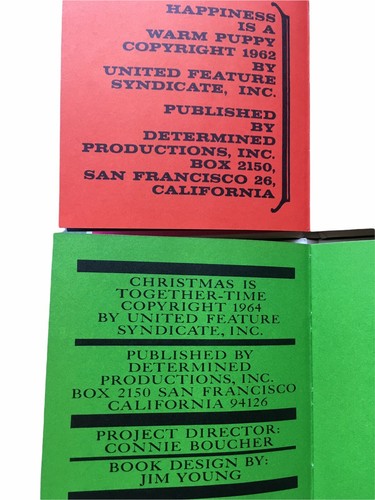 HAPPINESS
IS A
WARM PUPPY
COPYRIGHT 1962
BY
UNITED FEATURE
SYNDICATE, INC.
PUBLISHED
BY
DETERMINED
PRODUCTIONS, INC.
BOX 2150,
SAN FRANCISCO 26,
CALIFORNIA
CHRISTMAS IS
TOGETHER-TIME
COPYRIGHT 1964
BY UNITED FEATURE
SYNDICATE, INC.
PUBLISHED BY
DETERMINED
PRODUCTIONS, INC.
BOX 2150 SAN FRANCISCO
CALIFORNIA 94126
PROJECT DIRECTOR:
CONNIE BOUCHER
BOOK DESIGN BY:
JIM YOUNG